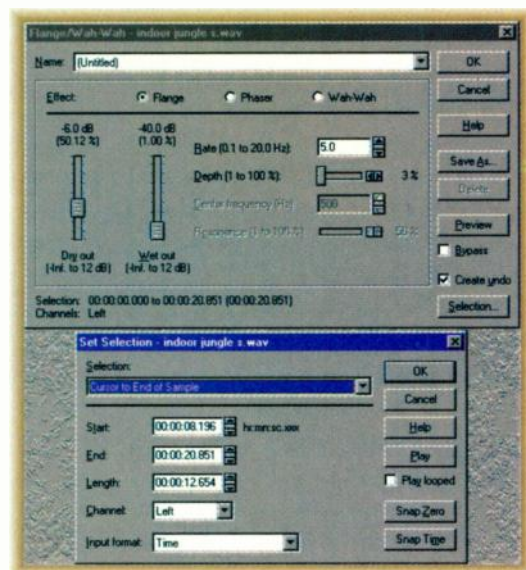 Flange/Wah-Wah - indoor jungle s.wav
Name: (Untitled)
OK
Cancel
Help
Save As...
Delete
Preview
Bypass
Create undo
Selection...
Effect: Flange Phaser Wah-Wah
-6.0 dB -40.0 dB
(50.12 %) (1.00 %)
Rate (0.1 to 20.0 Hz): 5.0
Depth (1 to 100 %): 3 %
Center frequency (Hz): 500
Resonance (1 to 100 %):
Dry out Wet out
(-Inf. to 12 dB) (-Inf. to 12 dB)
Selection: 00:00:00.000 to 00:00:20.851 (00:00:20.851)
Channels: Left
Set Selection - indoor jungle s.wav
Selection:
Cursor to End of Sample
OK
Cancel
Help
Play
Play looped
Snap Zero
Snap Time
Start: 00:00:08.196 hr:mn:sc.xxx
End: 00:00:20.851
Length: 00:00:12.654
Channel: Left
Input format: Time